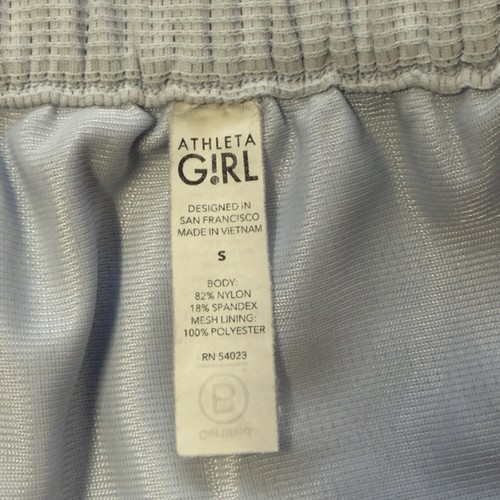 ATHLETA
G!RL
DESIGNED IN
SAN FRANCISCO
MADE IN VIETNAM
S
BODY:
82% NYLON
18% SPANDEX
MESH LINING:
100% POLYESTER
RN 54023
B